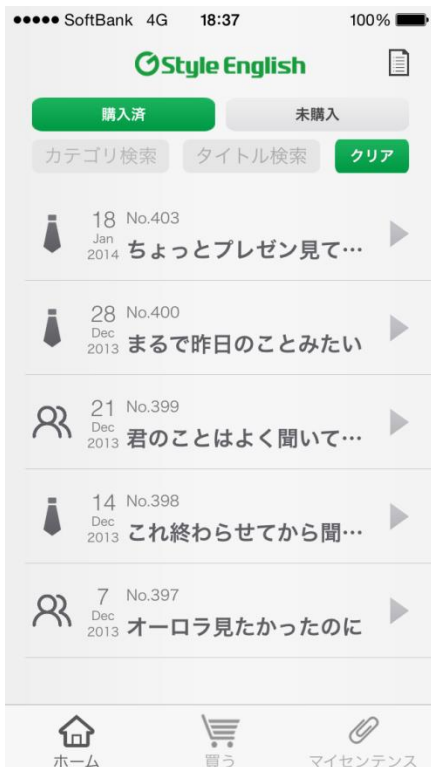 SoftBank 4G 18:37 100%
GStyle English
購入済 未購入
カテゴリ検索 タイトル検索 クリア
18 Jan 2014 No.403
ちょっとプレゼン見て…
28 Dec 2013 No.400
まるで昨日のことみたい
21 Dec 2013 No.399
君のことはよく聞いて…
14 Dec 2013 No.398
これ終わらせてから聞…
7 Dec 2013 No.397
オーロラ見たかったのに
ホーム 買う マイセンテンス